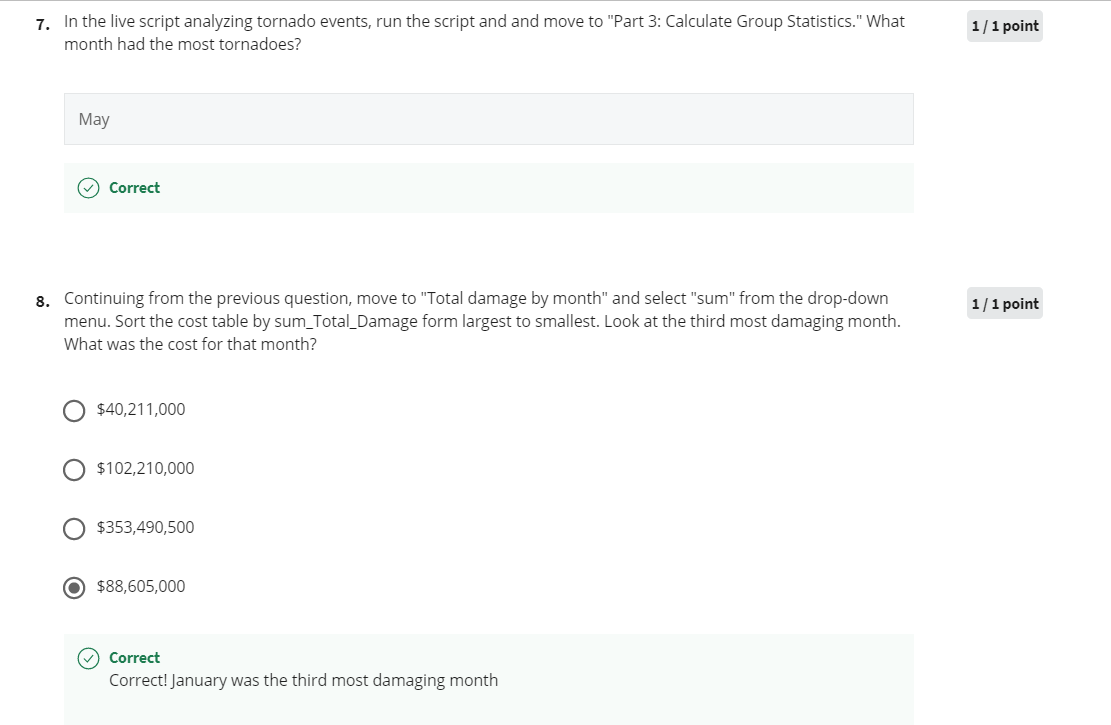 7. In the live script analyzing tornado events, run the script and and move to "Part 3: Calculate Group Statistics." What
month had the most tornadoes?
1 / 1 point
May
Correct
8. Continuing from the previous question, move to "Total damage by month" and select "sum" from the drop-down
menu. Sort the cost table by sum_Total_Damage form largest to smallest. Look at the third most damaging month.
What was the cost for that month?
1 / 1 point
$40,211,000
$102,210,000
$353,490,500
$88,605,000
Correct
Correct! January was the third most damaging month